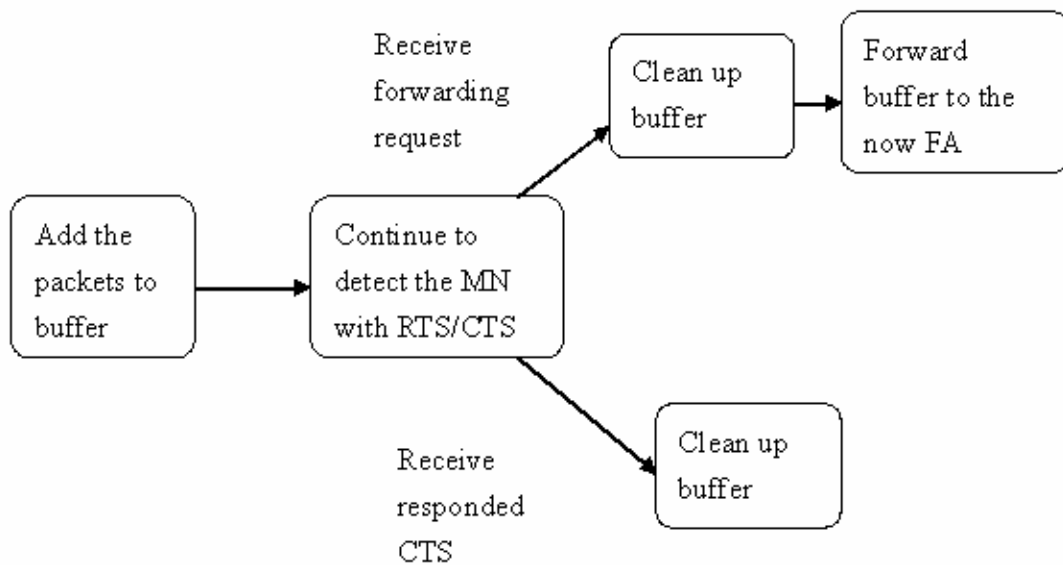 Receive
forwarding
request
Clean up
buffer
Forward
buffer to the
now FA
Add the
packets to
buffer
Continue to
detect the MN
with RTS/CTS
Receive
responded
CTS
Clean up
buffer